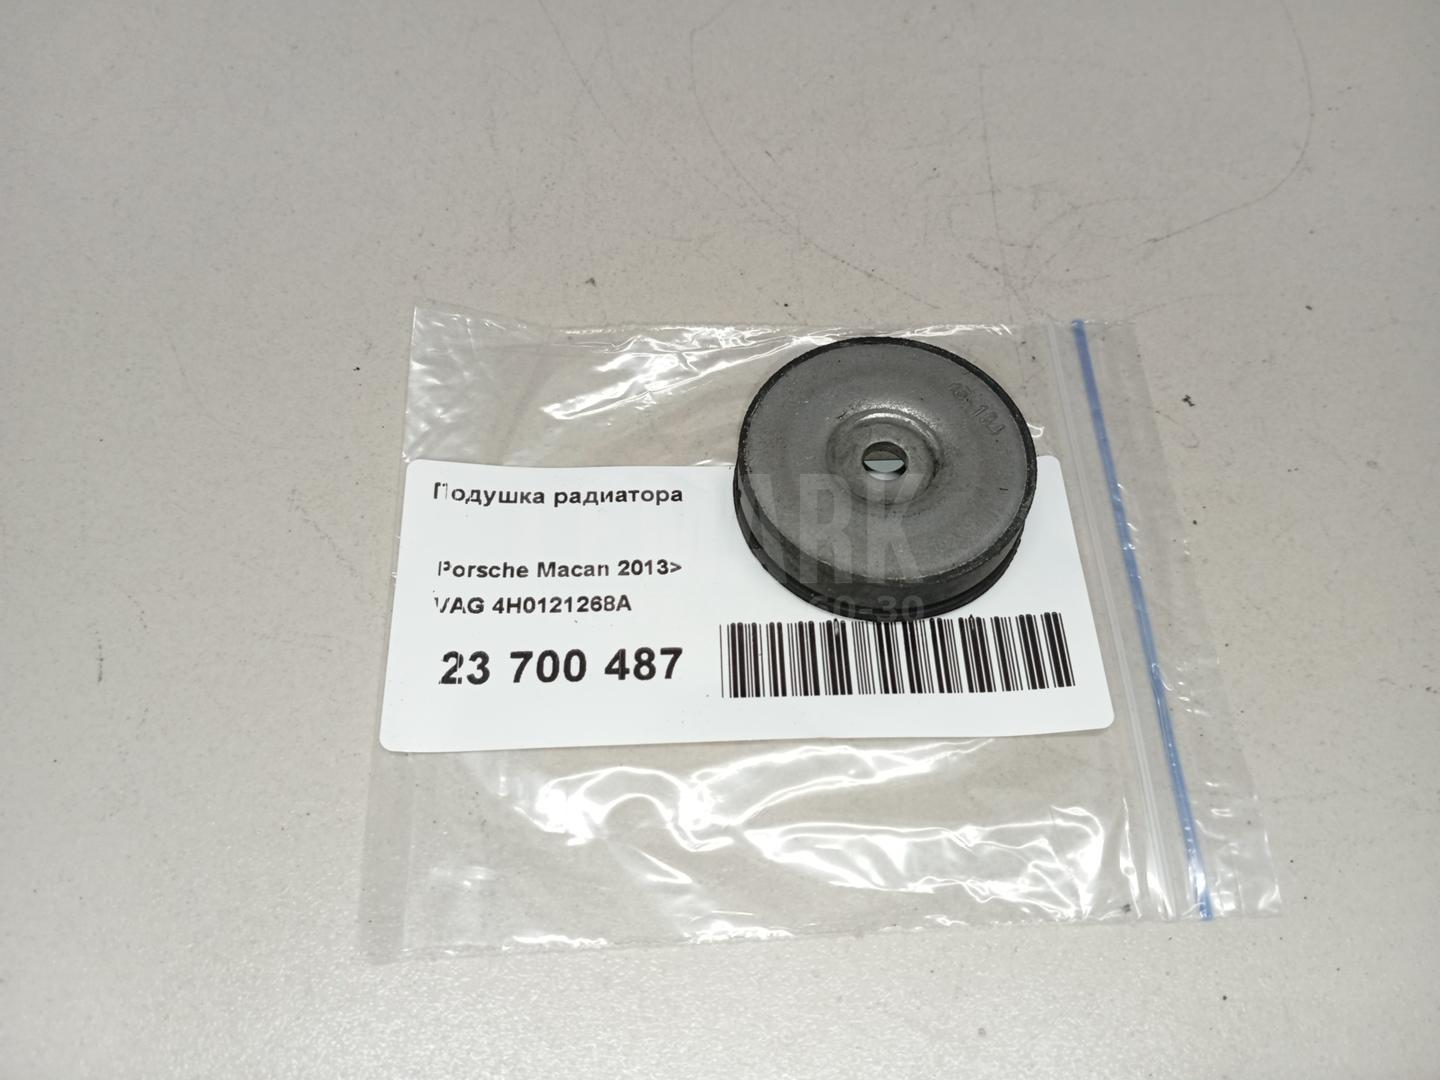 Подушка радиатора
Porsche Macan 2013>
VAG 4H0121268A
23 700 487